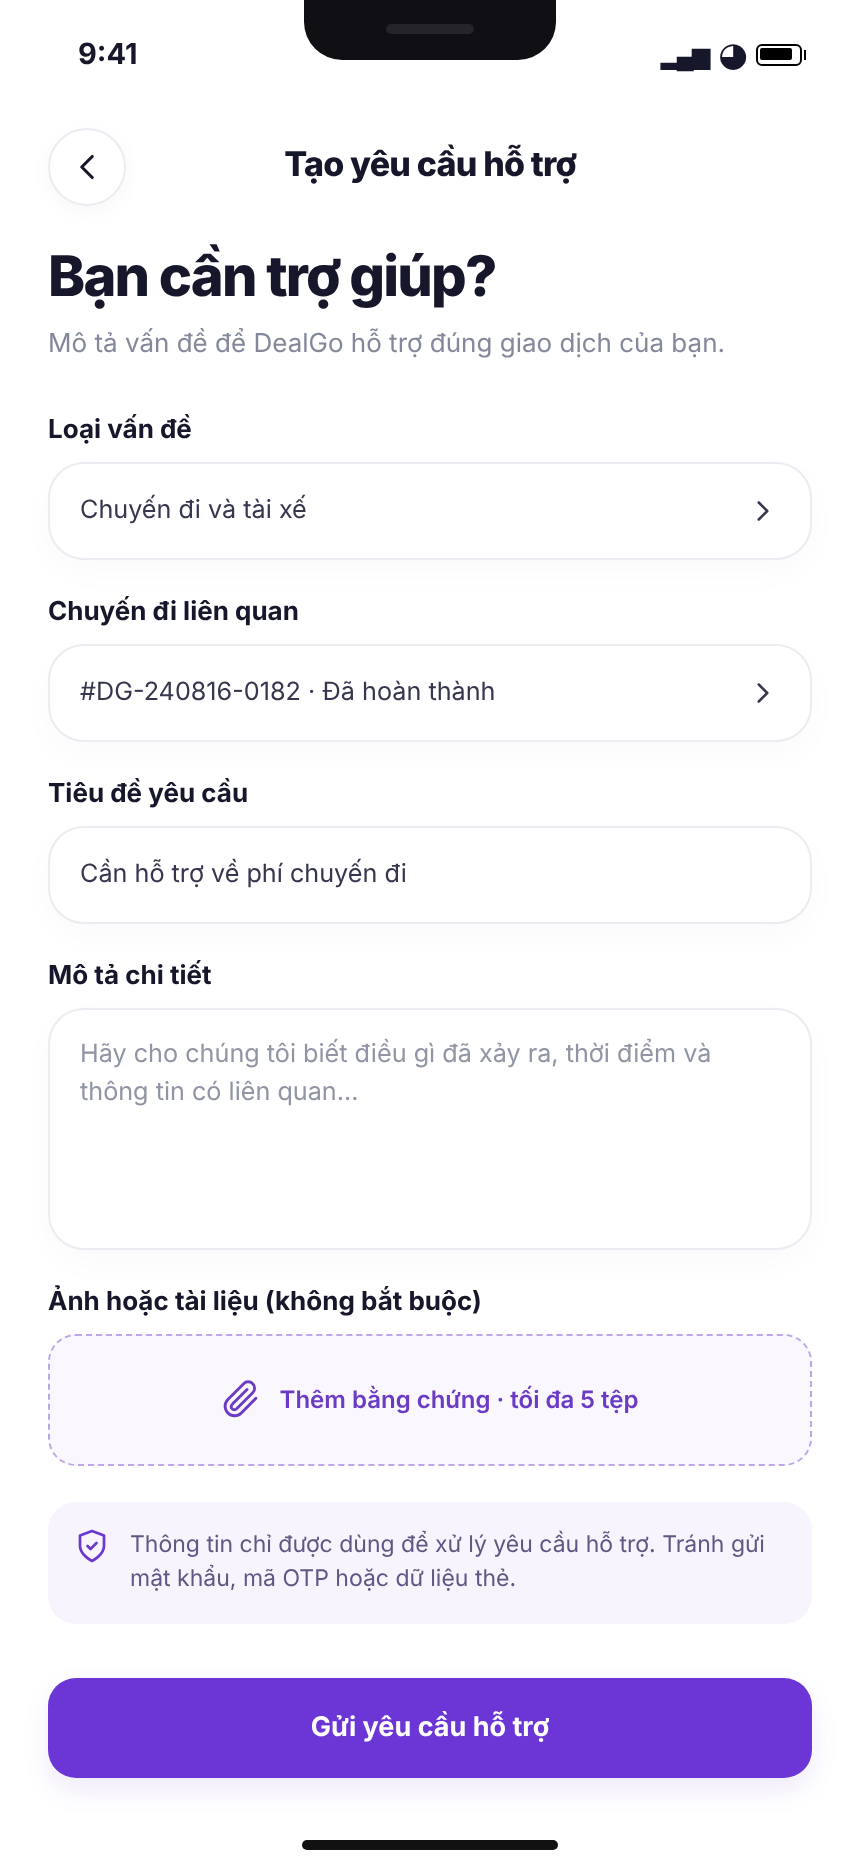 9:41
Tạo yêu cầu hỗ trợ
Bạn cần trợ giúp?
Mô tả vấn đề để DealGo hỗ trợ đúng giao dịch của bạn.
Loại vấn đề
Chuyến đi và tài xế
Chuyến đi liên quan
#DG-240816-0182 · Đã hoàn thành
Tiêu đề yêu cầu
Cần hỗ trợ về phí chuyến đi
Mô tả chi tiết
Hãy cho chúng tôi biết điều gì đã xảy ra, thời điểm và
thông tin có liên quan...
Ảnh hoặc tài liệu (không bắt buộc)
Thêm bằng chứng · tối đa 5 tệp
Thông tin chỉ được dùng để xử lý yêu cầu hỗ trợ. Tránh gửi
mật khẩu, mã OTP hoặc dữ liệu thẻ.
Gửi yêu cầu hỗ trợ